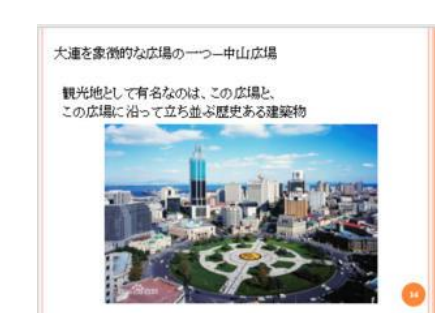 大連を象徴的な広場の一つ―中山広場
観光地として有名なのは、この広場と、
この広場に沿って立ち並ぶ歴史ある建築物
34